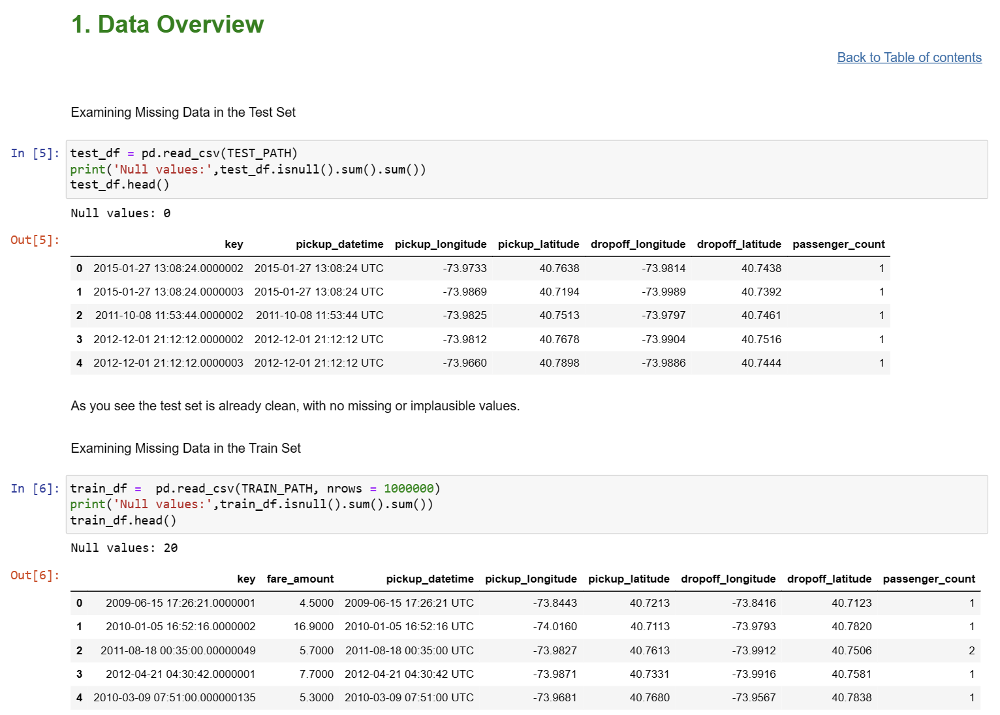 1. Data Overview
Back to Table of contents
Examining Missing Data in the Test Set
In [5]: test_df = pd.read_csv(TEST_PATH)
print('Null values:',test_df.isnull().sum().sum())
test_df.head()
Null values: 0
Out[5]:
key pickup_datetime pickup_longitude pickup_latitude dropoff_longitude dropoff_latitude passenger_count
0 2015-01-27 13:08:24.0000002 2015-01-27 13:08:24 UTC -73.9733 40.7638 -73.9814 40.7438 1
1 2015-01-27 13:08:24.0000003 2015-01-27 13:08:24 UTC -73.9869 40.7194 -73.9989 40.7392 1
2 2011-10-08 11:53:44.0000002 2011-10-08 11:53:44 UTC -73.9825 40.7513 -73.9797 40.7461 1
3 2012-12-01 21:12:12.0000002 2012-12-01 21:12:12 UTC -73.9812 40.7678 -73.9904 40.7516 1
4 2012-12-01 21:12:12.0000003 2012-12-01 21:12:12 UTC -73.9660 40.7898 -73.9886 40.7444 1
As you see the test set is already clean, with no missing or implausible values.
Examining Missing Data in the Train Set
In [6]: train_df =  pd.read_csv(TRAIN_PATH, nrows = 1000000)
print('Null values:',train_df.isnull().sum().sum())
train_df.head()
Null values: 20
Out[6]:
key fare_amount pickup_datetime pickup_longitude pickup_latitude dropoff_longitude dropoff_latitude passenger_count
0 2009-06-15 17:26:21.0000001 4.5000 2009-06-15 17:26:21 UTC -73.8443 40.7213 -73.8416 40.7123 1
1 2010-01-05 16:52:16.0000002 16.9000 2010-01-05 16:52:16 UTC -74.0160 40.7113 -73.9793 40.7820 1
2 2011-08-18 00:35:00.00000049 5.7000 2011-08-18 00:35:00 UTC -73.9827 40.7613 -73.9912 40.7506 2
3 2012-04-21 04:30:42.0000001 7.7000 2012-04-21 04:30:42 UTC -73.9871 40.7331 -73.9916 40.7581 1
4 2010-03-09 07:51:00.000000135 5.3000 2010-03-09 07:51:00 UTC -73.9681 40.7680 -73.9567 40.7838 1